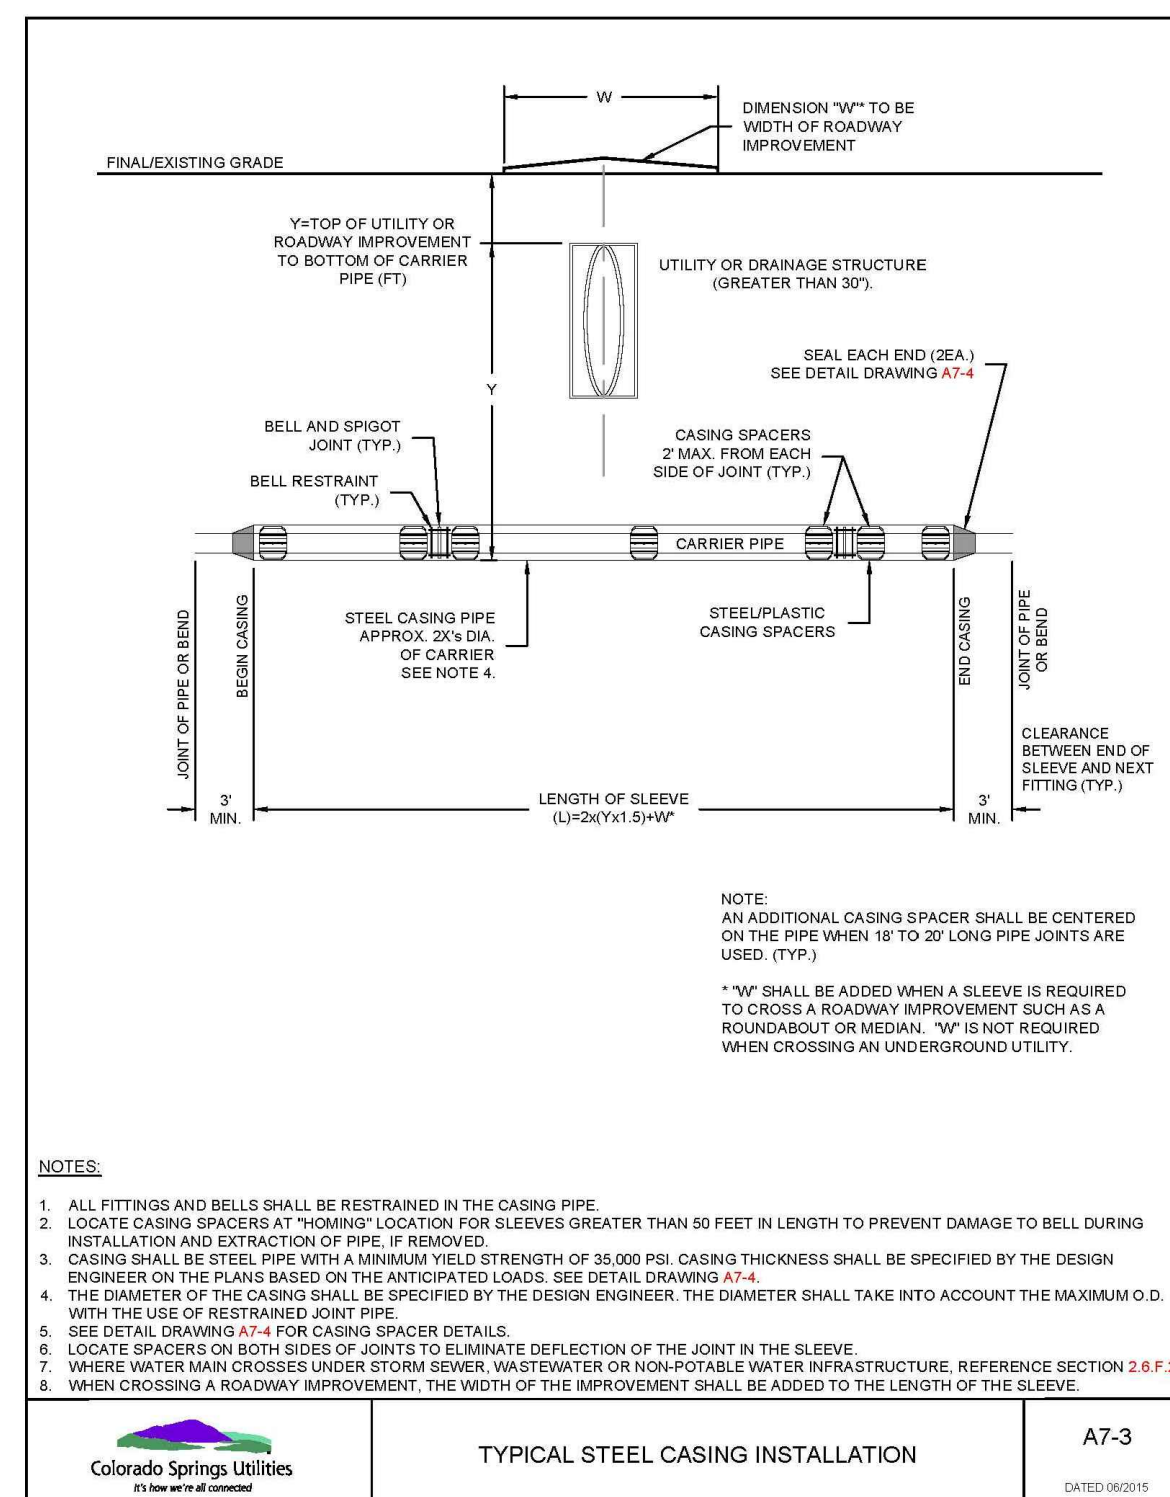 W
DIMENSION "W"* TO BE
WIDTH OF ROADWAY
IMPROVEMENT
FINAL/EXISTING GRADE
Y=TOP OF UTILITY OR
ROADWAY IMPROVEMENT
TO BOTTOM OF CARRIER
PIPE (FT)
UTILITY OR DRAINAGE STRUCTURE
(GREATER THAN 30").
SEAL EACH END (2EA.)
SEE DETAIL DRAWING A7-4
Y
BELL AND SPIGOT
JOINT (TYP.)
CASING SPACERS
2' MAX. FROM EACH
SIDE OF JOINT (TYP.)
BELL RESTRAINT
(TYP.)
CARRIER PIPE
JOINT OF PIPE OR BEND
BEGIN CASING
STEEL CASING PIPE
APPROX. 2X's DIA.
OF CARRIER
SEE NOTE 4.
STEEL/PLASTIC
CASING SPACERS
END CASING
JOINT OF PIPE
OR BEND
CLEARANCE
BETWEEN END OF
SLEEVE AND NEXT
FITTING (TYP.)
3'
MIN.
LENGTH OF SLEEVE
(L)=2x(Yx1.5)+W*
3'
MIN.
NOTE:
AN ADDITIONAL CASING SPACER SHALL BE CENTERED
ON THE PIPE WHEN 18' TO 20' LONG PIPE JOINTS ARE
USED. (TYP.)
* "W" SHALL BE ADDED WHEN A SLEEVE IS REQUIRED
TO CROSS A ROADWAY IMPROVEMENT SUCH AS A
ROUNDABOUT OR MEDIAN. "W" IS NOT REQUIRED
WHEN CROSSING AN UNDERGROUND UTILITY.
NOTES:
1. ALL FITTINGS AND BELLS SHALL BE RESTRAINED IN THE CASING PIPE.
2. LOCATE CASING SPACERS AT "HOMING" LOCATION FOR SLEEVES GREATER THAN 50 FEET IN LENGTH TO PREVENT DAMAGE TO BELL DURING
INSTALLATION AND EXTRACTION OF PIPE, IF REMOVED.
3. CASING SHALL BE STEEL PIPE WITH A MINIMUM YIELD STRENGTH OF 35,000 PSI. CASING THICKNESS SHALL BE SPECIFIED BY THE DESIGN
ENGINEER ON THE PLANS BASED ON THE ANTICIPATED LOADS. SEE DETAIL DRAWING A7-4.
4. THE DIAMETER OF THE CASING SHALL BE SPECIFIED BY THE DESIGN ENGINEER. THE DIAMETER SHALL TAKE INTO ACCOUNT THE MAXIMUM O.D.
WITH THE USE OF RESTRAINED JOINT PIPE.
5. SEE DETAIL DRAWING A7-4 FOR CASING SPACER DETAILS.
6. LOCATE SPACERS ON BOTH SIDES OF JOINTS TO ELIMINATE DEFLECTION OF THE JOINT IN THE SLEEVE.
7. WHERE WATER MAIN CROSSES UNDER STORM SEWER, WASTEWATER OR NON-POTABLE WATER INFRASTRUCTURE, REFERENCE SECTION 2.6.F.
8. WHEN CROSSING A ROADWAY IMPROVEMENT, THE WIDTH OF THE IMPROVEMENT SHALL BE ADDED TO THE LENGTH OF THE SLEEVE.
Colorado Springs Utilities
It's how we're all connected
TYPICAL STEEL CASING INSTALLATION
A7-3
DATED 06/2015